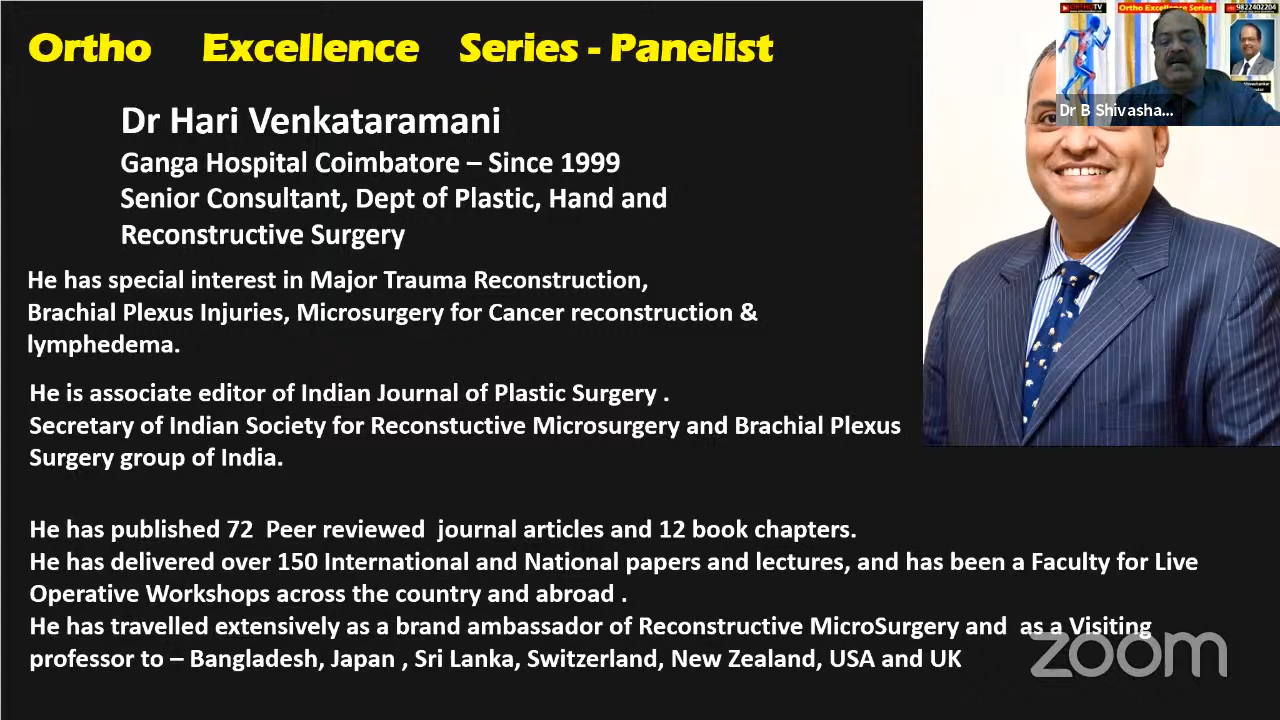 Ortho Excellence Series - Panelist
Dr Hari Venkataramani
Ganga Hospital Coimbatore – Since 1999
Senior Consultant, Dept of Plastic, Hand and
Reconstructive Surgery
He has special interest in Major Trauma Reconstruction,
Brachial Plexus Injuries, Microsurgery for Cancer reconstruction &
lymphedema.
He is associate editor of Indian Journal of Plastic Surgery .
Secretary of Indian Society for Reconstuctive Microsurgery and Brachial Plexus
Surgery group of India.
He has published 72 Peer reviewed journal articles and 12 book chapters.
He has delivered over 150 International and National papers and lectures, and has been a Faculty for Live
Operative Workshops across the country and abroad .
He has travelled extensively as a brand ambassador of Reconstructive MicroSurgery and as a Visiting
professor to – Bangladesh, Japan , Sri Lanka, Switzerland, New Zealand, USA and UK
ORTHOTV
Ortho Excellence Series
9822402204
Dr B Shivasha...
zoom